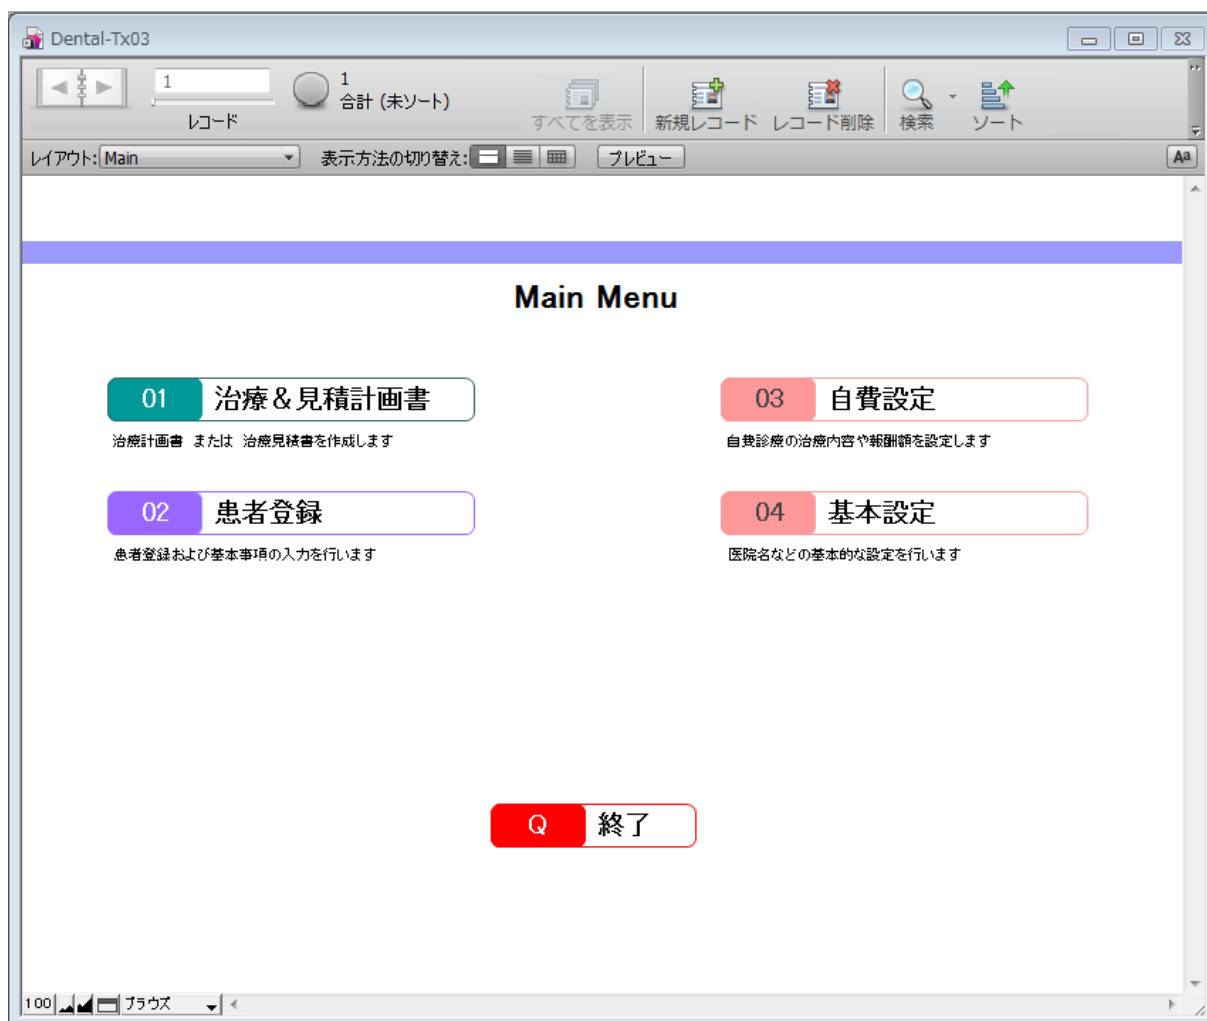 Dental-Tx03
1
1
合計 (未ソート)
レコード
すべてを表示
新規レコード
レコード削除
検索
ソート
レイアウト: Main
表示方法の切り替え:
プレビュー
Aa
Main Menu
01 治療＆見積計画書
治療計画書 または 治療見積書を作成します
03 自費設定
自費診療の治療内容や報酬額を設定します
02 患者登録
患者登録および基本事項の入力を行います
04 基本設定
医院名などの基本的な設定を行います
Q 終了
100 ブラウズ